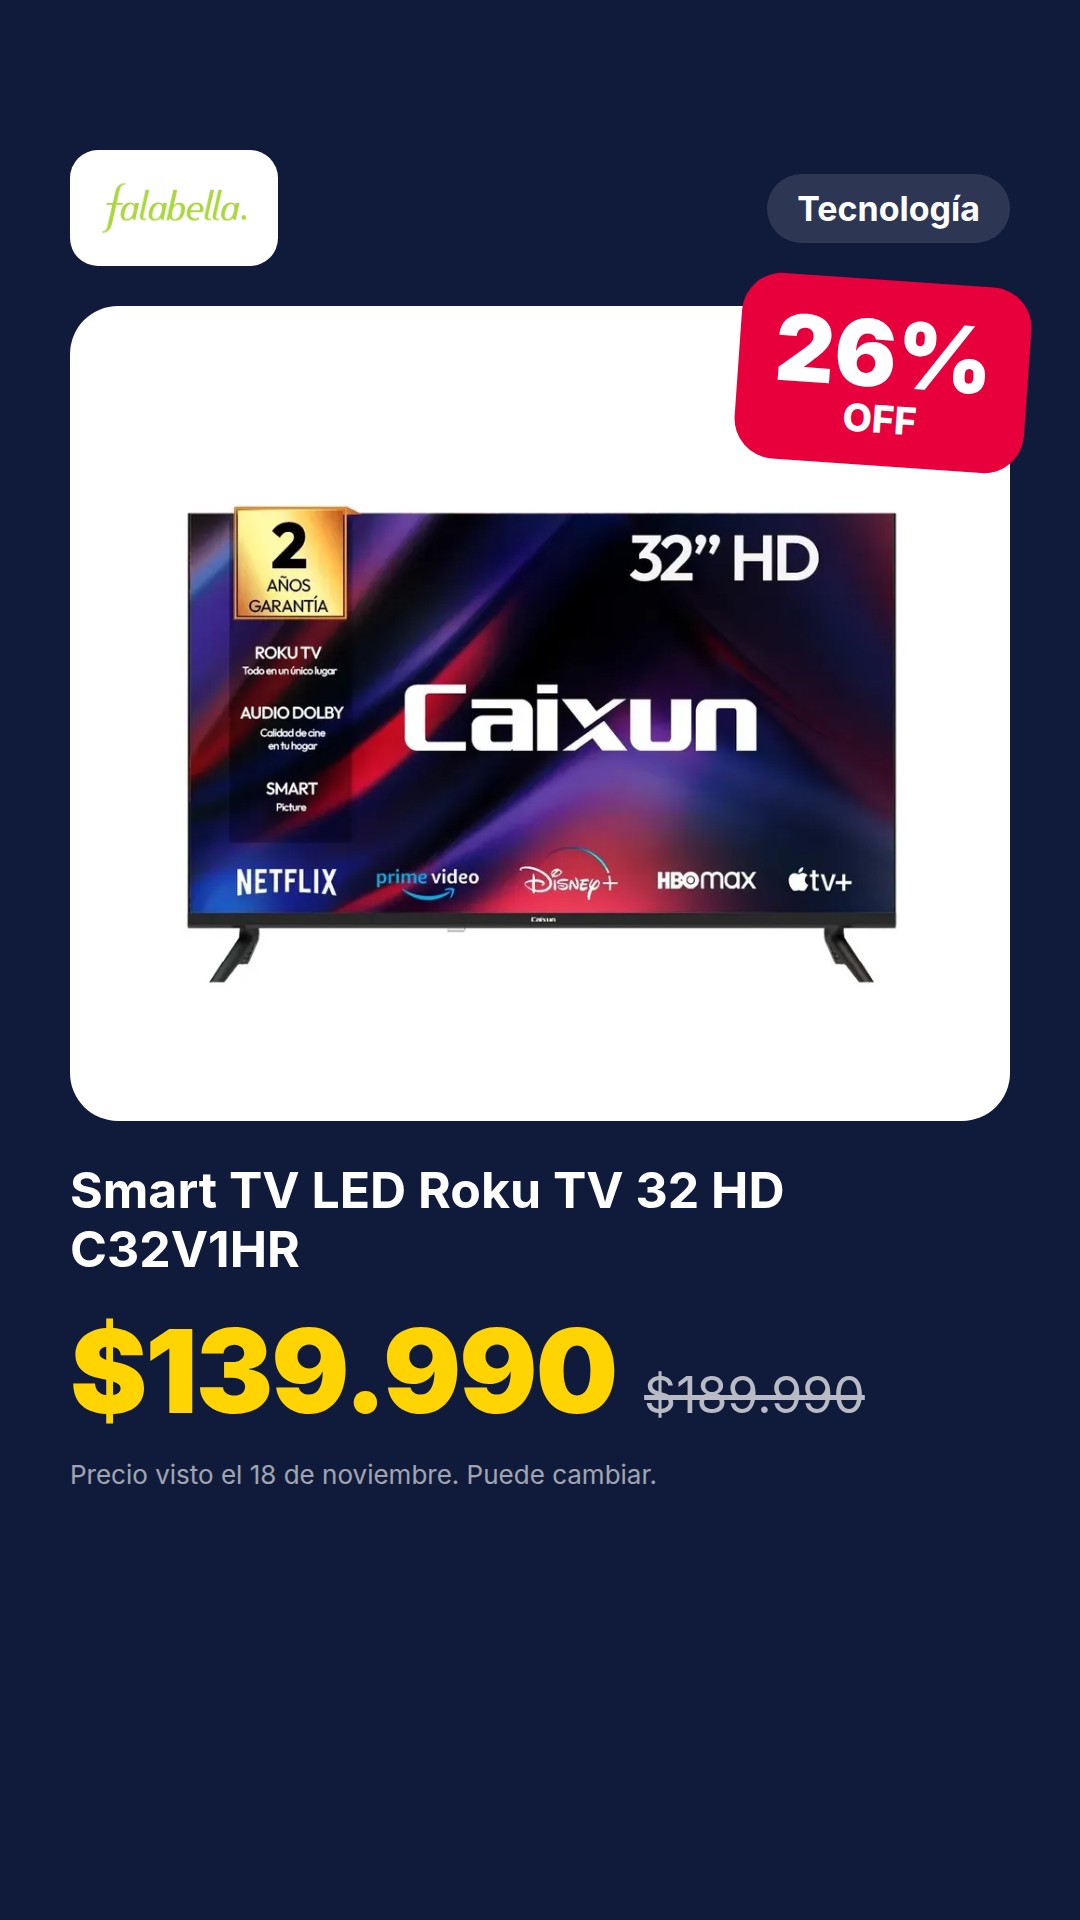 falabella.
Tecnología
26%
OFF
2
AÑOS
GARANTÍA
32” HD
ROKU TV
Todo en un único lugar
AUDIO DOLBY
Calidad de cine
en tu hogar
SMART
Picture
Caixun
NETFLIX
prime video
Disney+
HBOmax
tv+
Caixun
Smart TV LED Roku TV 32 HD
C32V1HR
$139.990 $189.990
Precio visto el 18 de noviembre. Puede cambiar.